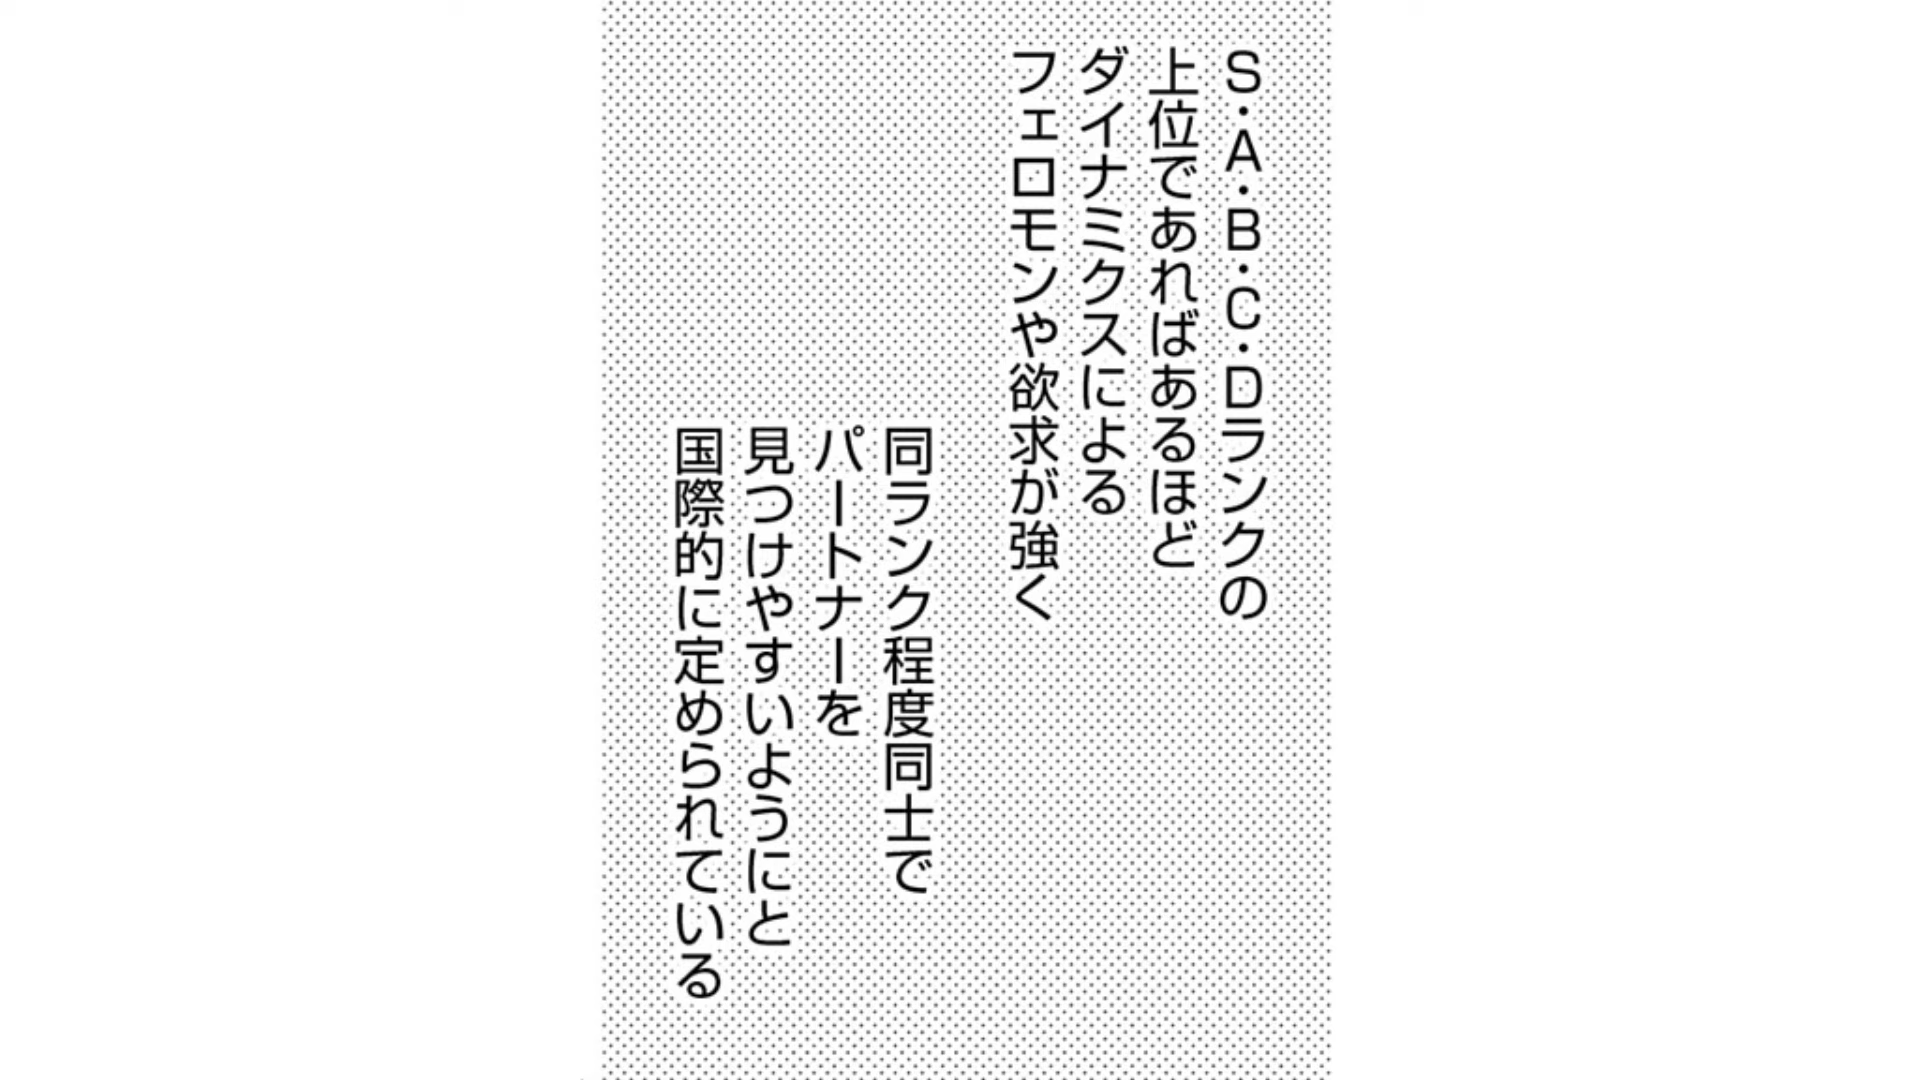 S・A・B・C・Dランクの
上位であればあるほど
ダイナミクスによる
フェロモンや欲求が強く
同ランク程度同士で
パートナーを
見つけやすいようにと
国際的に定められている